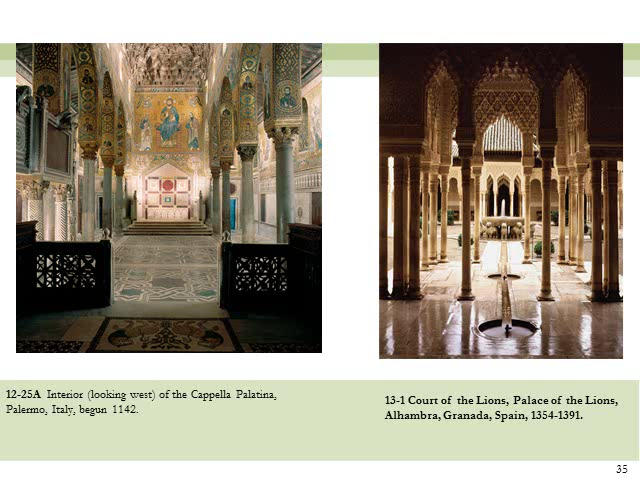 12-25A Interior (looking west) of the Cappella Palatina,
Palermo, Italy, begun 1142.
13-1 Court of the Lions, Palace of the Lions,
Alhambra, Granada, Spain, 1354-1391.
35